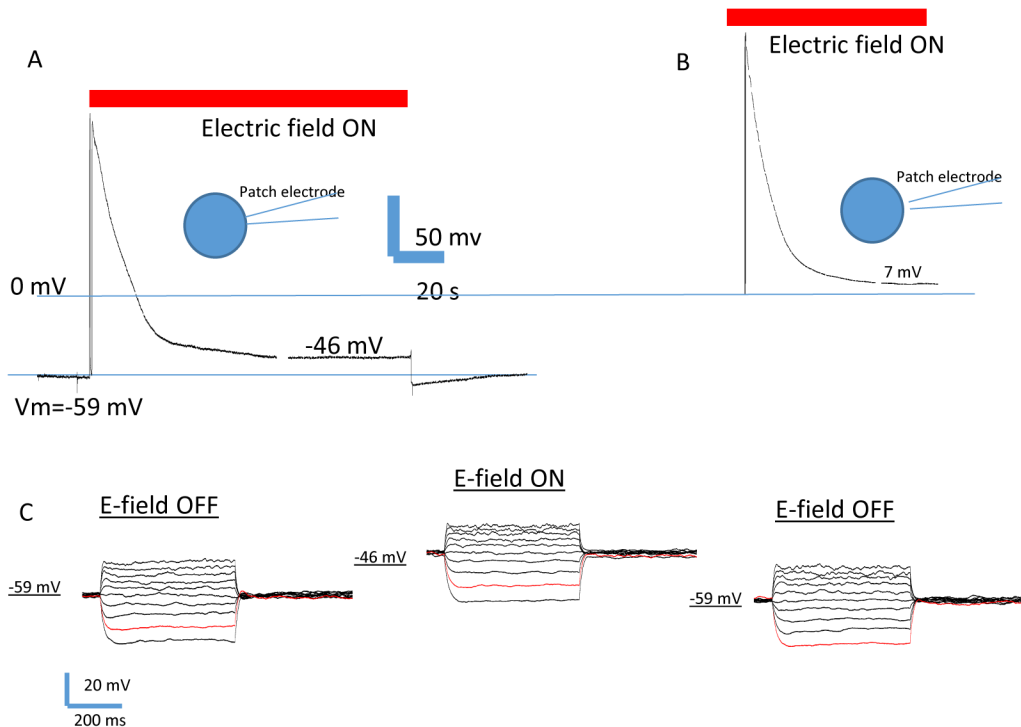 A
Electric field ON
Patch electrode
50 mv
20 s
0 mV
-46 mV
Vm=-59 mV
B
Electric field ON
Patch electrode
7 mV
C
E-field OFF
-59 mV
20 mV
200 ms
E-field ON
-46 mV
E-field OFF
-59 mV